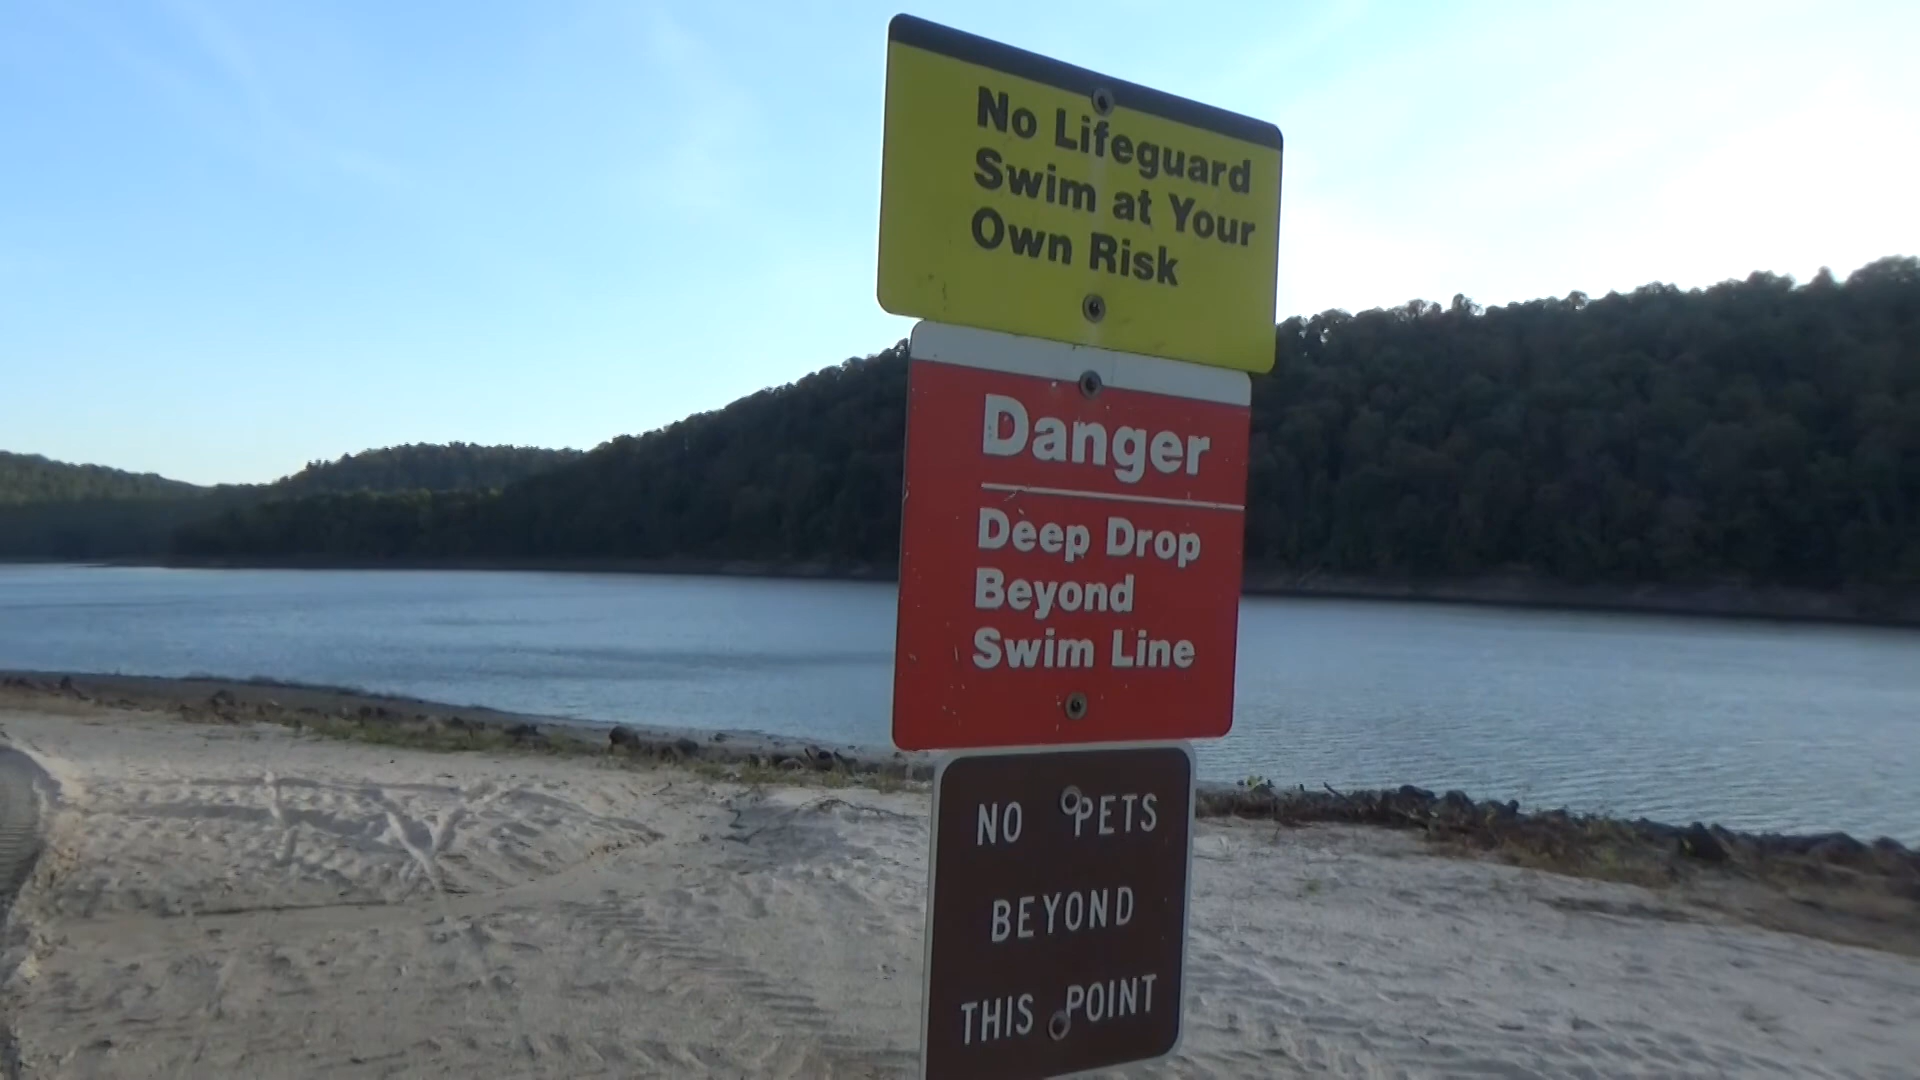 No Lifeguard
Swim at Your
Own Risk
Danger
Deep Drop
Beyond
Swim Line
NO PETS
BEYOND
THIS POINT